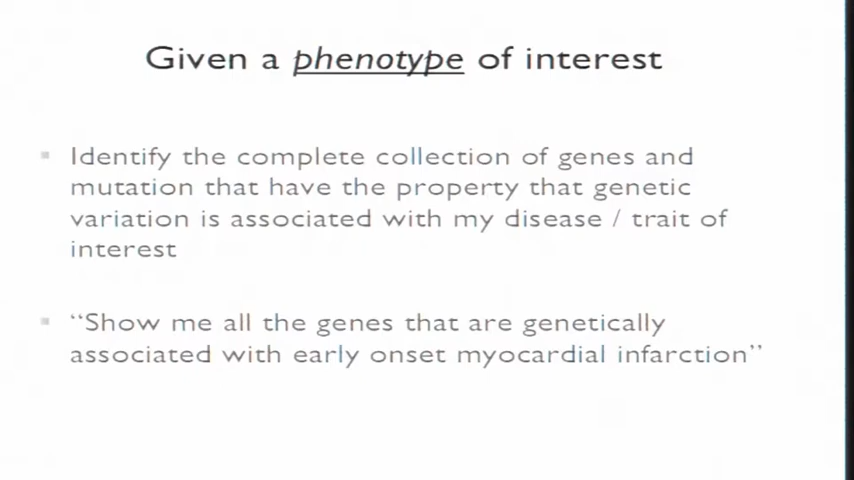 Given a phenotype of interest
Identify the complete collection of genes and
mutation that have the property that genetic
variation is associated with my disease / trait of
interest
“Show me all the genes that are genetically
associated with early onset myocardial infarction”